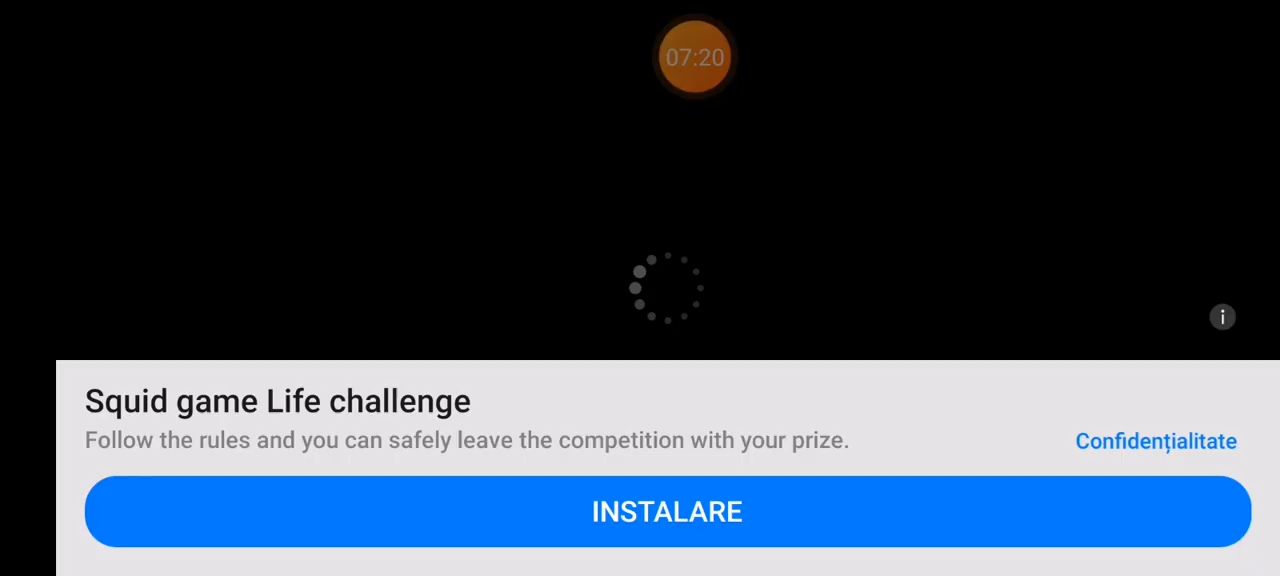 07:20
Squid game Life challenge
Follow the rules and you can safely leave the competition with your prize.
Confidențialitate
INSTALARE